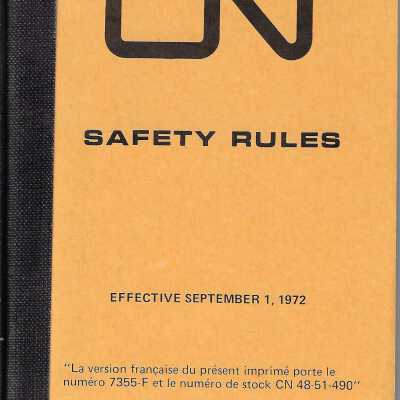 CN
SAFETY RULES
EFFECTIVE SEPTEMBER 1, 1972
"La version française du présent imprimé porte le
numéro 7355-F et le numéro de stock CN 48-51-490"